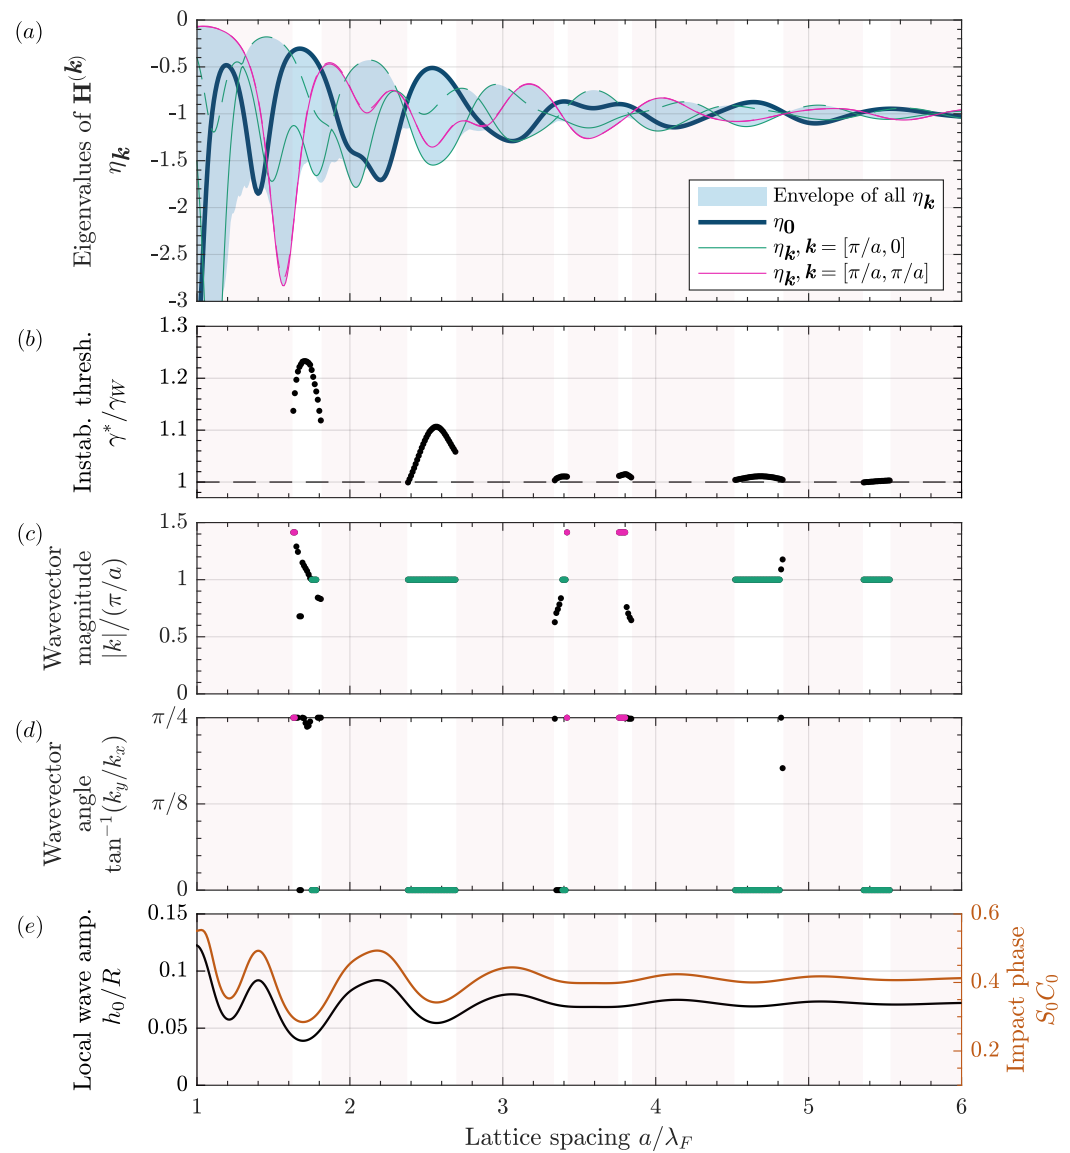 (a)
Eigenvalues of H^(k)
η_k
0
-0.5
-1
-1.5
-2
-2.5
-3
Envelope of all η_k
η_0
η_k, k = [π/a, 0]
η_k, k = [π/a, π/a]
(b)
Instab. thresh.
γ*/γ_W
1.3
1.2
1.1
1
(c)
Wavevector
magnitude
|k|/(π/a)
1.5
1
0.5
0
(d)
Wavevector
angle
tan⁻¹(k_y/k_x)
π/4
π/8
0
(e)
Local wave amp.
h_0/R
0.15
0.1
0.05
0
0.6
0.4
0.2
Impact phase
S_0C_0
1 2 3 4 5 6
Lattice spacing a/λ_F